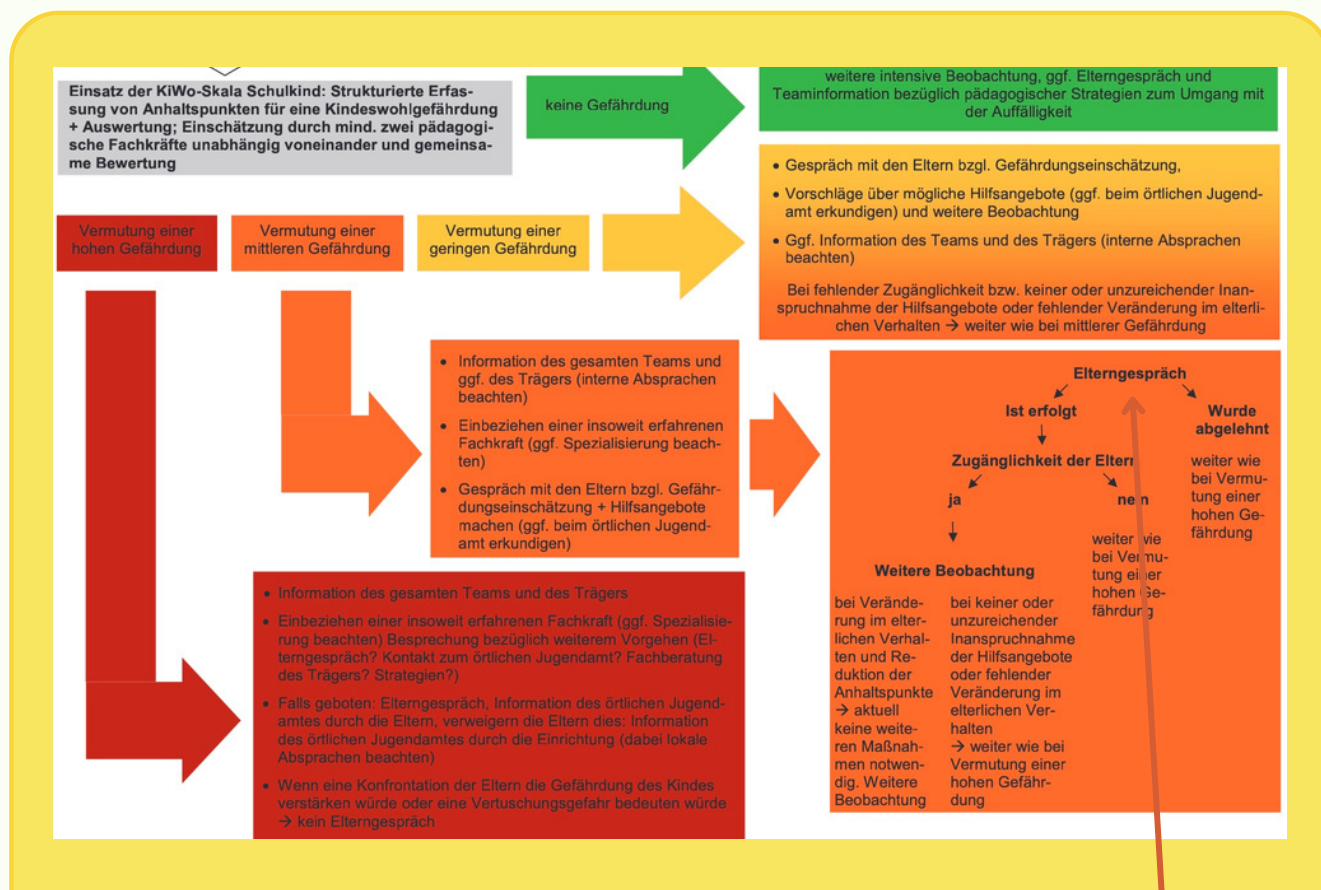 Einsatz der KiWo-Skala Schulkind: Strukturierte Erfas-
sung von Anhaltspunkten für eine Kindeswohlgefährdung
+ Auswertung; Einschätzung durch mind. zwei pädagogi-
sche Fachkräfte unabhängig voneinander und gemeinsa-
me Bewertung
keine Gefährdung
weitere intensive Beobachtung, ggf. Elterngespräch und
Teaminformation bezüglich pädagogischer Strategien zum Umgang mit
der Auffälligkeit
Vermutung einer
hohen Gefährdung
Vermutung einer
mittleren Gefährdung
Vermutung einer
geringen Gefährdung
• Gespräch mit den Eltern bzgl. Gefährdungseinschätzung,
• Vorschläge über mögliche Hilfsangebote (ggf. beim örtlichen Jugend-
amt erkundigen) und weitere Beobachtung
• Ggf. Information des Teams und des Trägers (interne Absprachen
beachten)
Bei fehlender Zugänglichkeit bzw. keiner oder unzureichender Inan-
spruchnahme der Hilfsangebote oder fehlender Veränderung im elterli-
chen Verhalten → weiter wie bei mittlerer Gefährdung
• Information des gesamten Teams und
ggf. des Trägers (interne Absprachen
beachten)
• Einbeziehen einer insoweit erfahrenen
Fachkraft (ggf. Spezialisierung beach-
ten)
• Gespräch mit den Eltern bzgl. Gefähr-
dungseinschätzung + Hilfsangebote
machen (ggf. beim örtlichen Jugend-
amt erkundigen)
Elterngespräch
Ist erfolgt
Wurde
abgelehnt
Zugänglichkeit der Eltern
ja
nein
weiter wie
bei Vermu-
tung einer
hohen Ge-
fährdung
weiter wie
bei Vermu-
tung einer
hohen Ge-
fährdung
Weitere Beobachtung
bei Verände-
rung im elter-
lichen Verhal-
ten und Re-
duktion der
Anhaltspunkte
→ aktuell
keine weite-
ren Maßnah-
men notwen-
dig. Weitere
Beobachtung
bei keiner oder
unzureichender
Inanspruchnahme
der Hilfsangebote
oder fehlender
Veränderung im
elterlichen Ver-
halten
→ weiter wie bei
Vermutung einer
hohen Gefähr-
dung
• Information des gesamten Teams und des Trägers
• Einbeziehen einer insoweit erfahrenen Fachkraft (ggf. Spezialisie-
rung beachten) Besprechung bezüglich weiterem Vorgehen (El-
terngespräch? Kontakt zum örtlichen Jugendamt? Fachberatung
des Trägers? Strategien?)
• Falls geboten: Elterngespräch, Information des örtlichen Jugend-
amtes durch die Eltern, verweigern die Eltern dies: Information
des örtlichen Jugendamtes durch die Einrichtung (dabei lokale
Absprachen beachten)
• Wenn eine Konfrontation der Eltern die Gefährdung des Kindes
verstärken würde oder eine Vertuschungsgefahr bedeuten würde
→ kein Elterngespräch